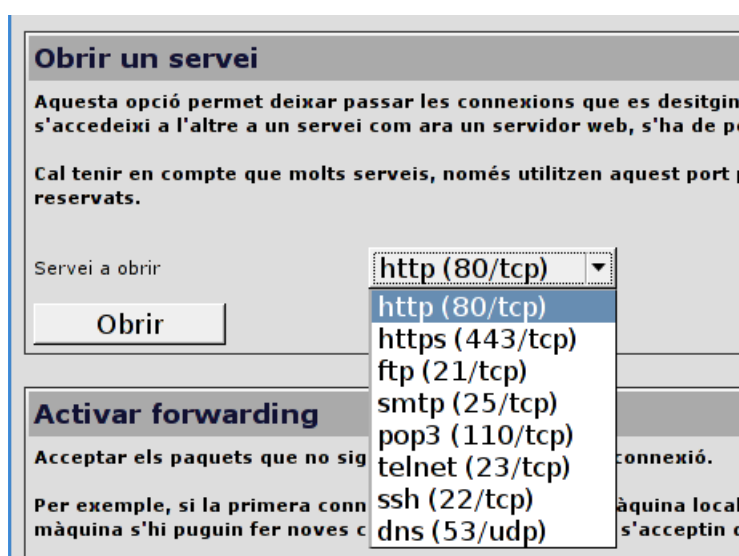 Obrir un servei
Aquesta opció permet deixar passar les connexions que es desitgin
s'accedeixi a l'altre a un servei com ara un servidor web, s'ha de
Cal tenir en compte que molts serveis, només utilitzen aquest port
reservats.
Servei a obrir
http (80/tcp)
Obrir
http (80/tcp)
https (443/tcp)
ftp (21/tcp)
smtp (25/tcp)
pop3 (110/tcp)
telnet (23/tcp)
ssh (22/tcp)
dns (53/udp)
Activar forwarding
Acceptar els paquets que no sig connexió.
Per exemple, si la primera conn àquina local
màquina s'hi puguin fer noves c s'acceptin